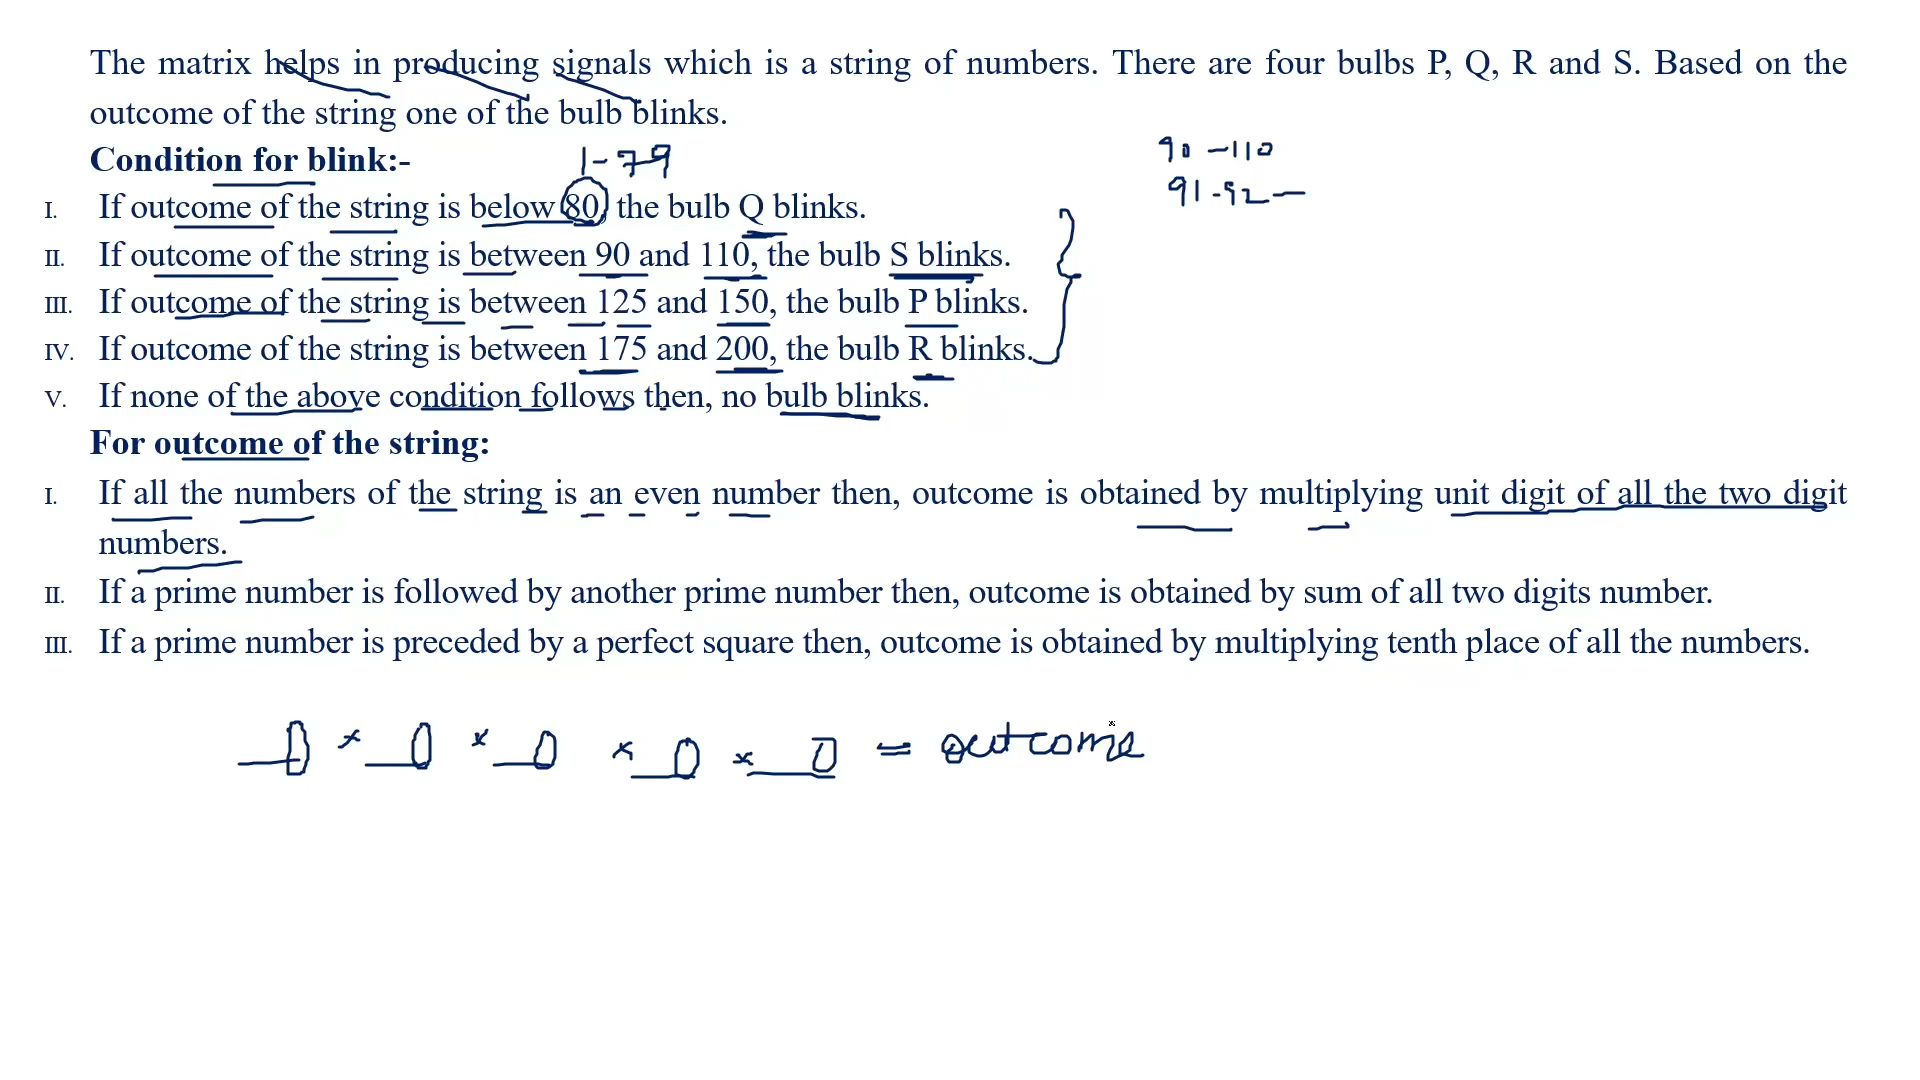 The matrix helps in producing signals which is a string of numbers. There are four bulbs P, Q, R and S. Based on the
outcome of the string one of the bulb blinks.
Condition for blink:-
1-79
90 -110
91-92-
I. If outcome of the string is below 80, the bulb Q blinks.
II. If outcome of the string is between 90 and 110, the bulb S blinks.
III. If outcome of the string is between 125 and 150, the bulb P blinks.
IV. If outcome of the string is between 175 and 200, the bulb R blinks.
V. If none of the above condition follows then, no bulb blinks.
For outcome of the string:
I. If all the numbers of the string is an even number then, outcome is obtained by multiplying unit digit of all the two digit
numbers.
II. If a prime number is followed by another prime number then, outcome is obtained by sum of all two digits number.
III. If a prime number is preceded by a perfect square then, outcome is obtained by multiplying tenth place of all the numbers.
_0 × _0 × _0 × _0 × _0 = outcome